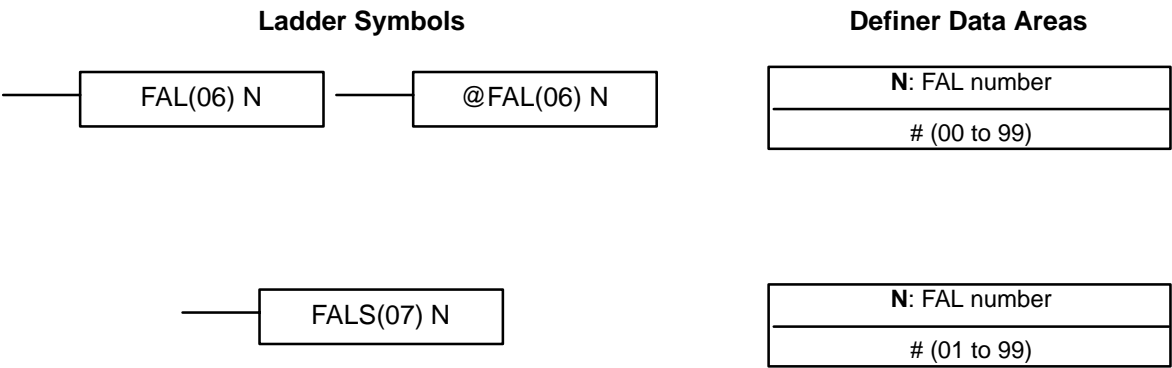 Ladder Symbols
Definer Data Areas
FAL(06) N
@FAL(06) N
N: FAL number
# (00 to 99)
FALS(07) N
N: FAL number
# (01 to 99)